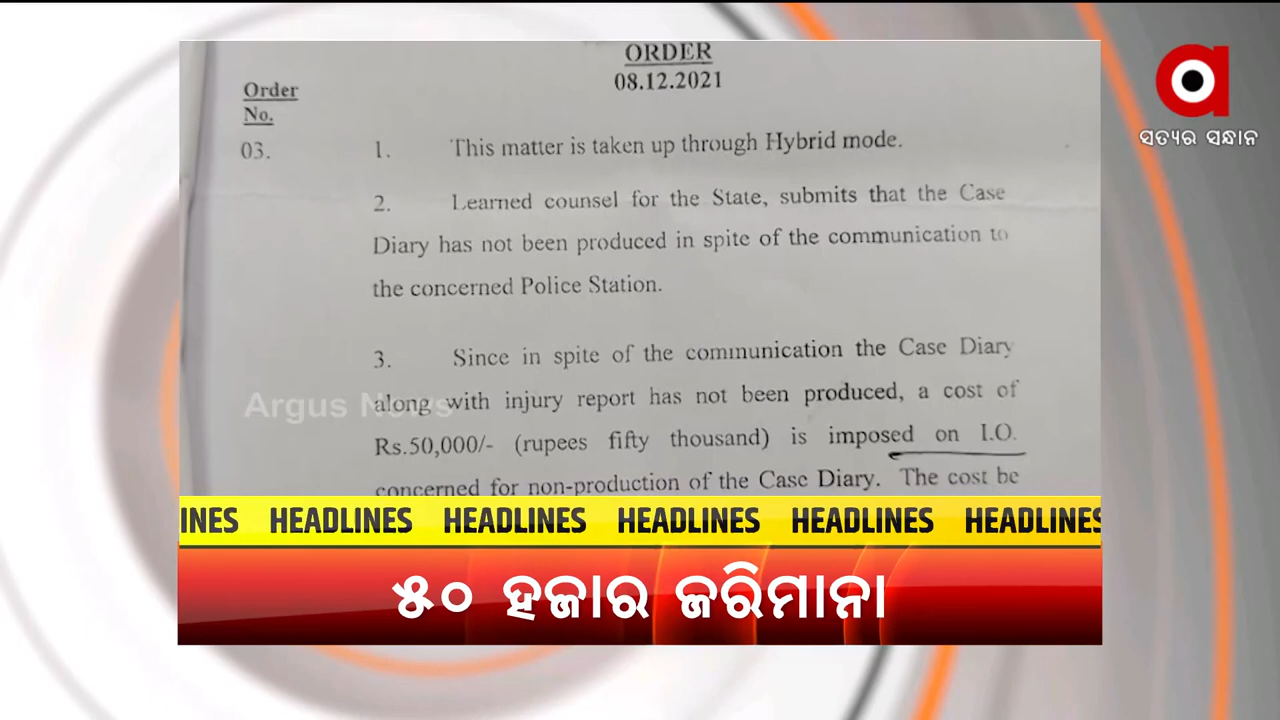 ORDER
08.12.2021
Order
No.
03.
1. This matter is taken up through Hybrid mode.
2. Learned counsel for the State, submits that the Case
Diary has not been produced in spite of the communication to
the concerned Police Station.
3. Since in spite of the communication the Case Diary
along with injury report has not been produced, a cost of
Rs.50,000/- (rupees fifty thousand) is imposed on I.O.
concerned for non-production of the Case Diary. The cost be
Argus News
ସତ୍ୟର ସନ୍ଧାନ
INES HEADLINES HEADLINES HEADLINES HEADLINES HEADLINES
୫୦ ହଜାର ଜରିମାନା